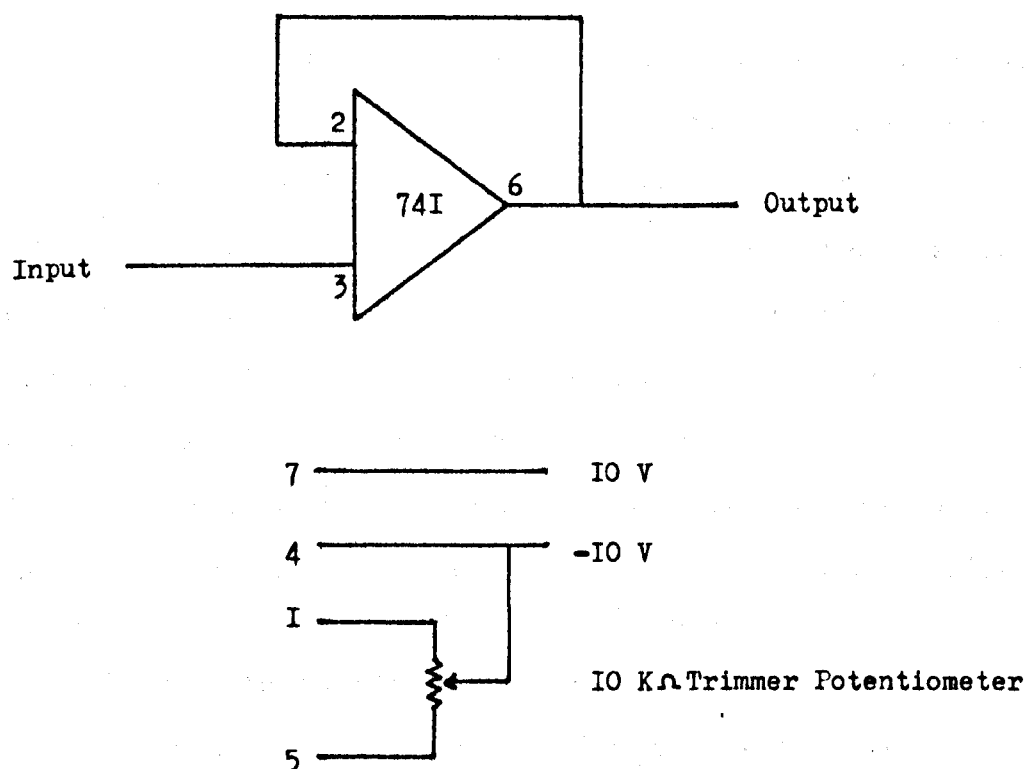 2
74I
6
Output
Input
3
7 IO V
4 -IO V
I
IO KΩ Trimmer Potentiometer
5